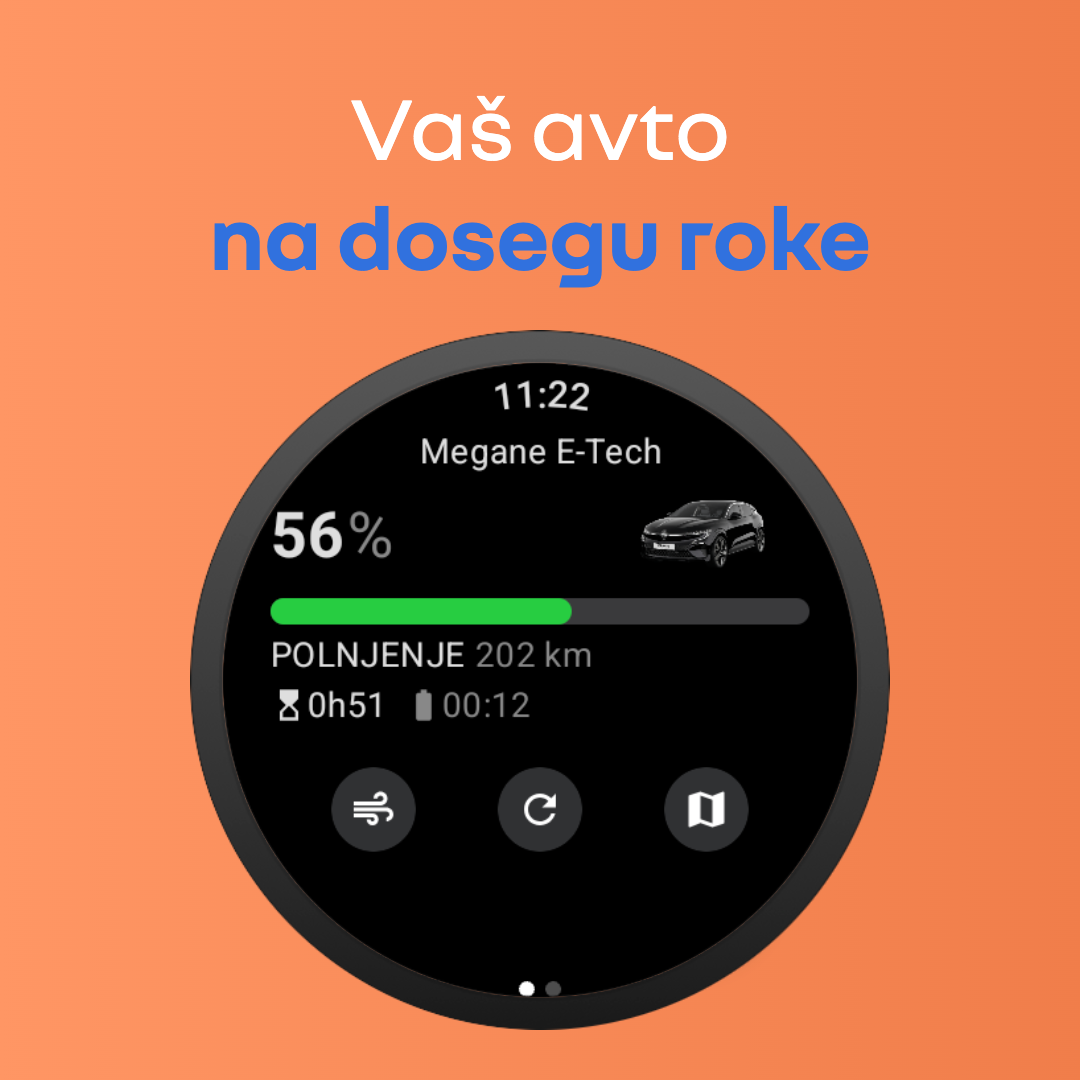 Vaš avto
na dosegu roke
11:22
Megane E-Tech
56%
POLNJENJE 202 km
0h51 00:12